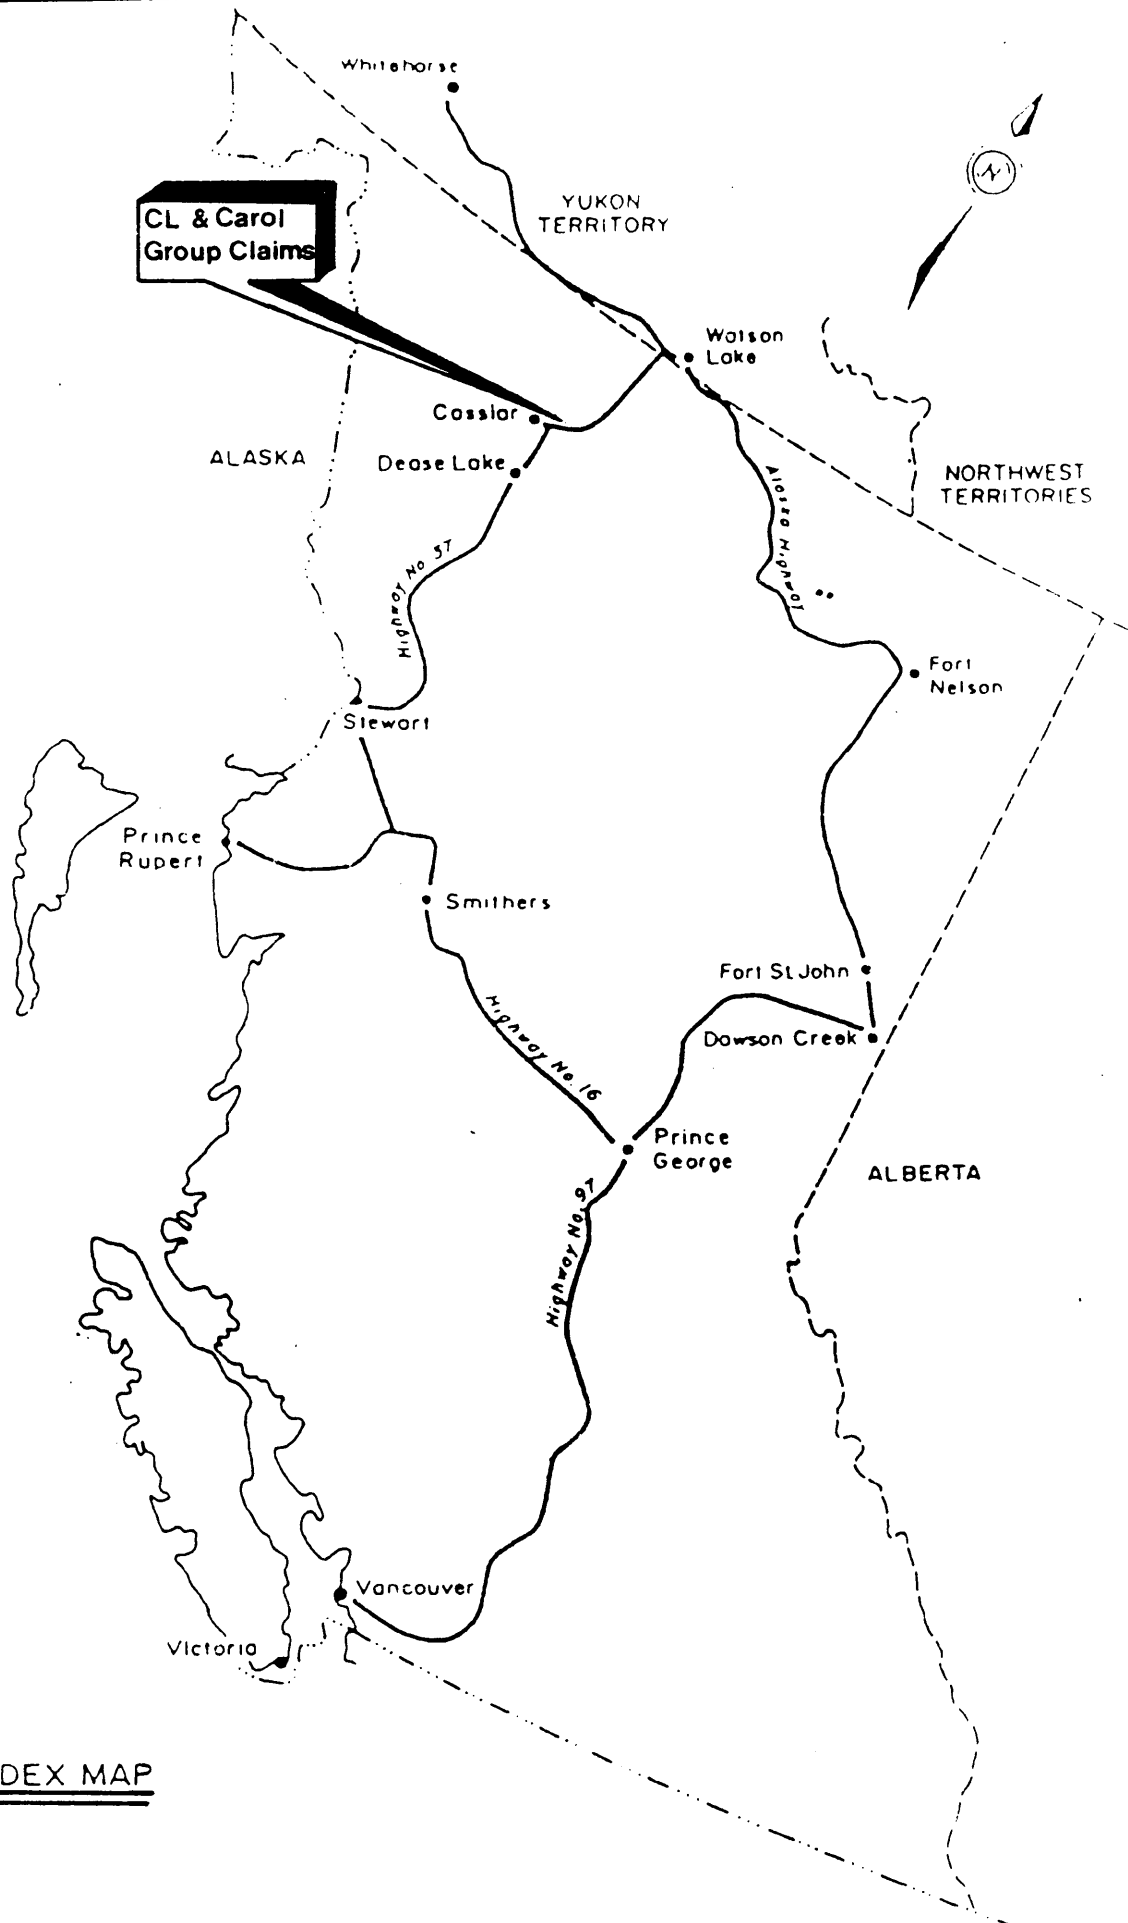 Whitehorse
N
CL & Carol
Group Claims
YUKON
TERRITORY
Watson
Lake
Cassiar
ALASKA
Dease Lake
NORTHWEST
TERRITORIES
Alaska Highway
Highway No 37
Fort
Nelson
Stewart
Prince
Rupert
Smithers
Fort St. John
Highway No. 16
Dawson Creek
Prince
George
ALBERTA
Highway No. 97
Vancouver
Victoria
DEX MAP